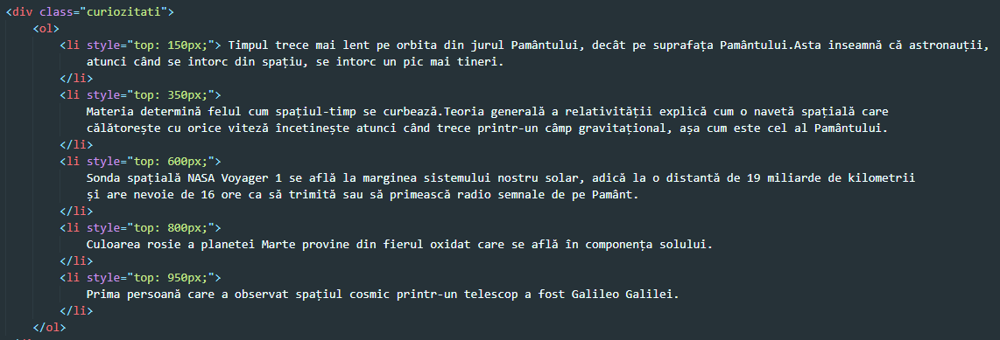 <div class="curiozitati">
<ol>
<li style="top: 150px;"> Timpul trece mai lent pe orbita din jurul Pamântului, decât pe suprafața Pamântului.Asta inseamnă că astronauții,
atunci când se intorc din spațiu, se intorc un pic mai tineri.
</li>
<li style="top: 350px;">
Materia determină felul cum spațiul-timp se curbează.Teoria generală a relativității explică cum o navetă spațială care
călătorește cu orice viteză încetinește atunci când trece printr-un câmp gravitațional, așa cum este cel al Pamântului.
</li>
<li style="top: 600px;">
Sonda spațială NASA Voyager 1 se află la marginea sistemului nostru solar, adică la o distantă de 19 miliarde de kilometrii
și are nevoie de 16 ore ca să trimită sau să primească radio semnale de pe Pamânt.
</li>
<li style="top: 800px;">
Culoarea rosie a planetei Marte provine din fierul oxidat care se află în componența solului.
</li>
<li style="top: 950px;">
Prima persoană care a observat spațiul cosmic printr-un telescop a fost Galileo Galilei.
</li>
</ol>